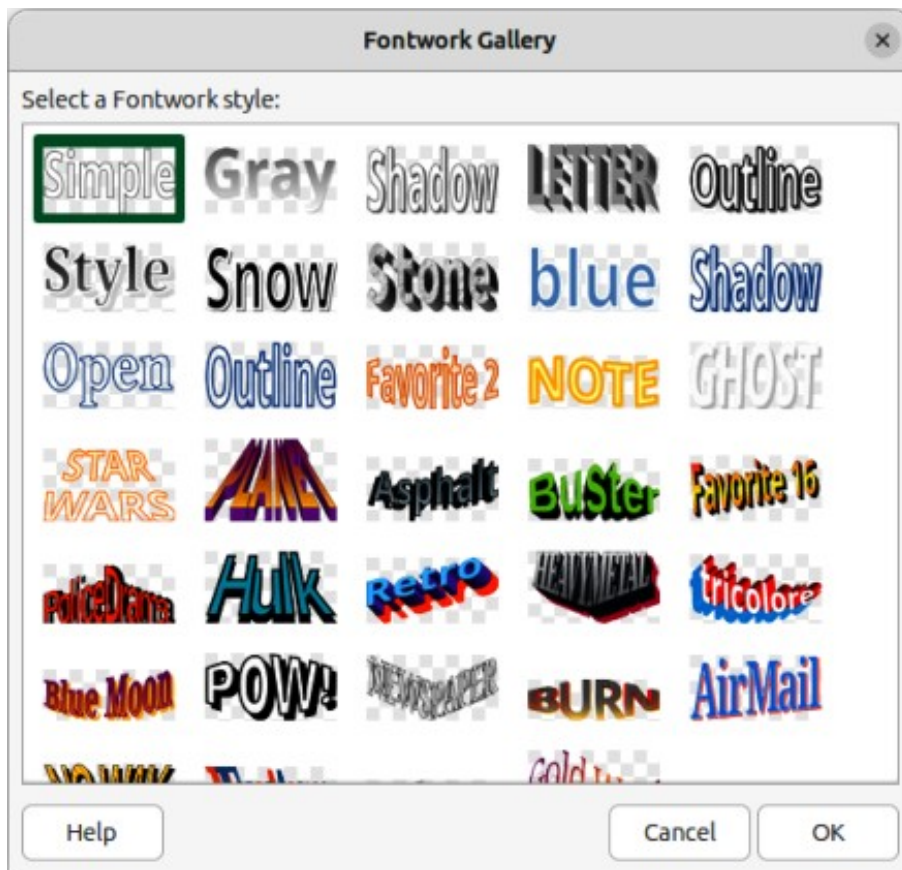 Fontwork Gallery
Select a Fontwork style:
Simple Gray Shadow LETTER Outline
Style Snow Stone blue Shadow
Open Outline Favorite 2 NOTE GHOST
STAR WARS PLANET Asphalt BuSter Favorite 16
PoliceDrama Hulk Retro HEAVYMETAL tricolore
Blue Moon POW! NEWSPAPER BURN AirMail
Gold
Help Cancel OK